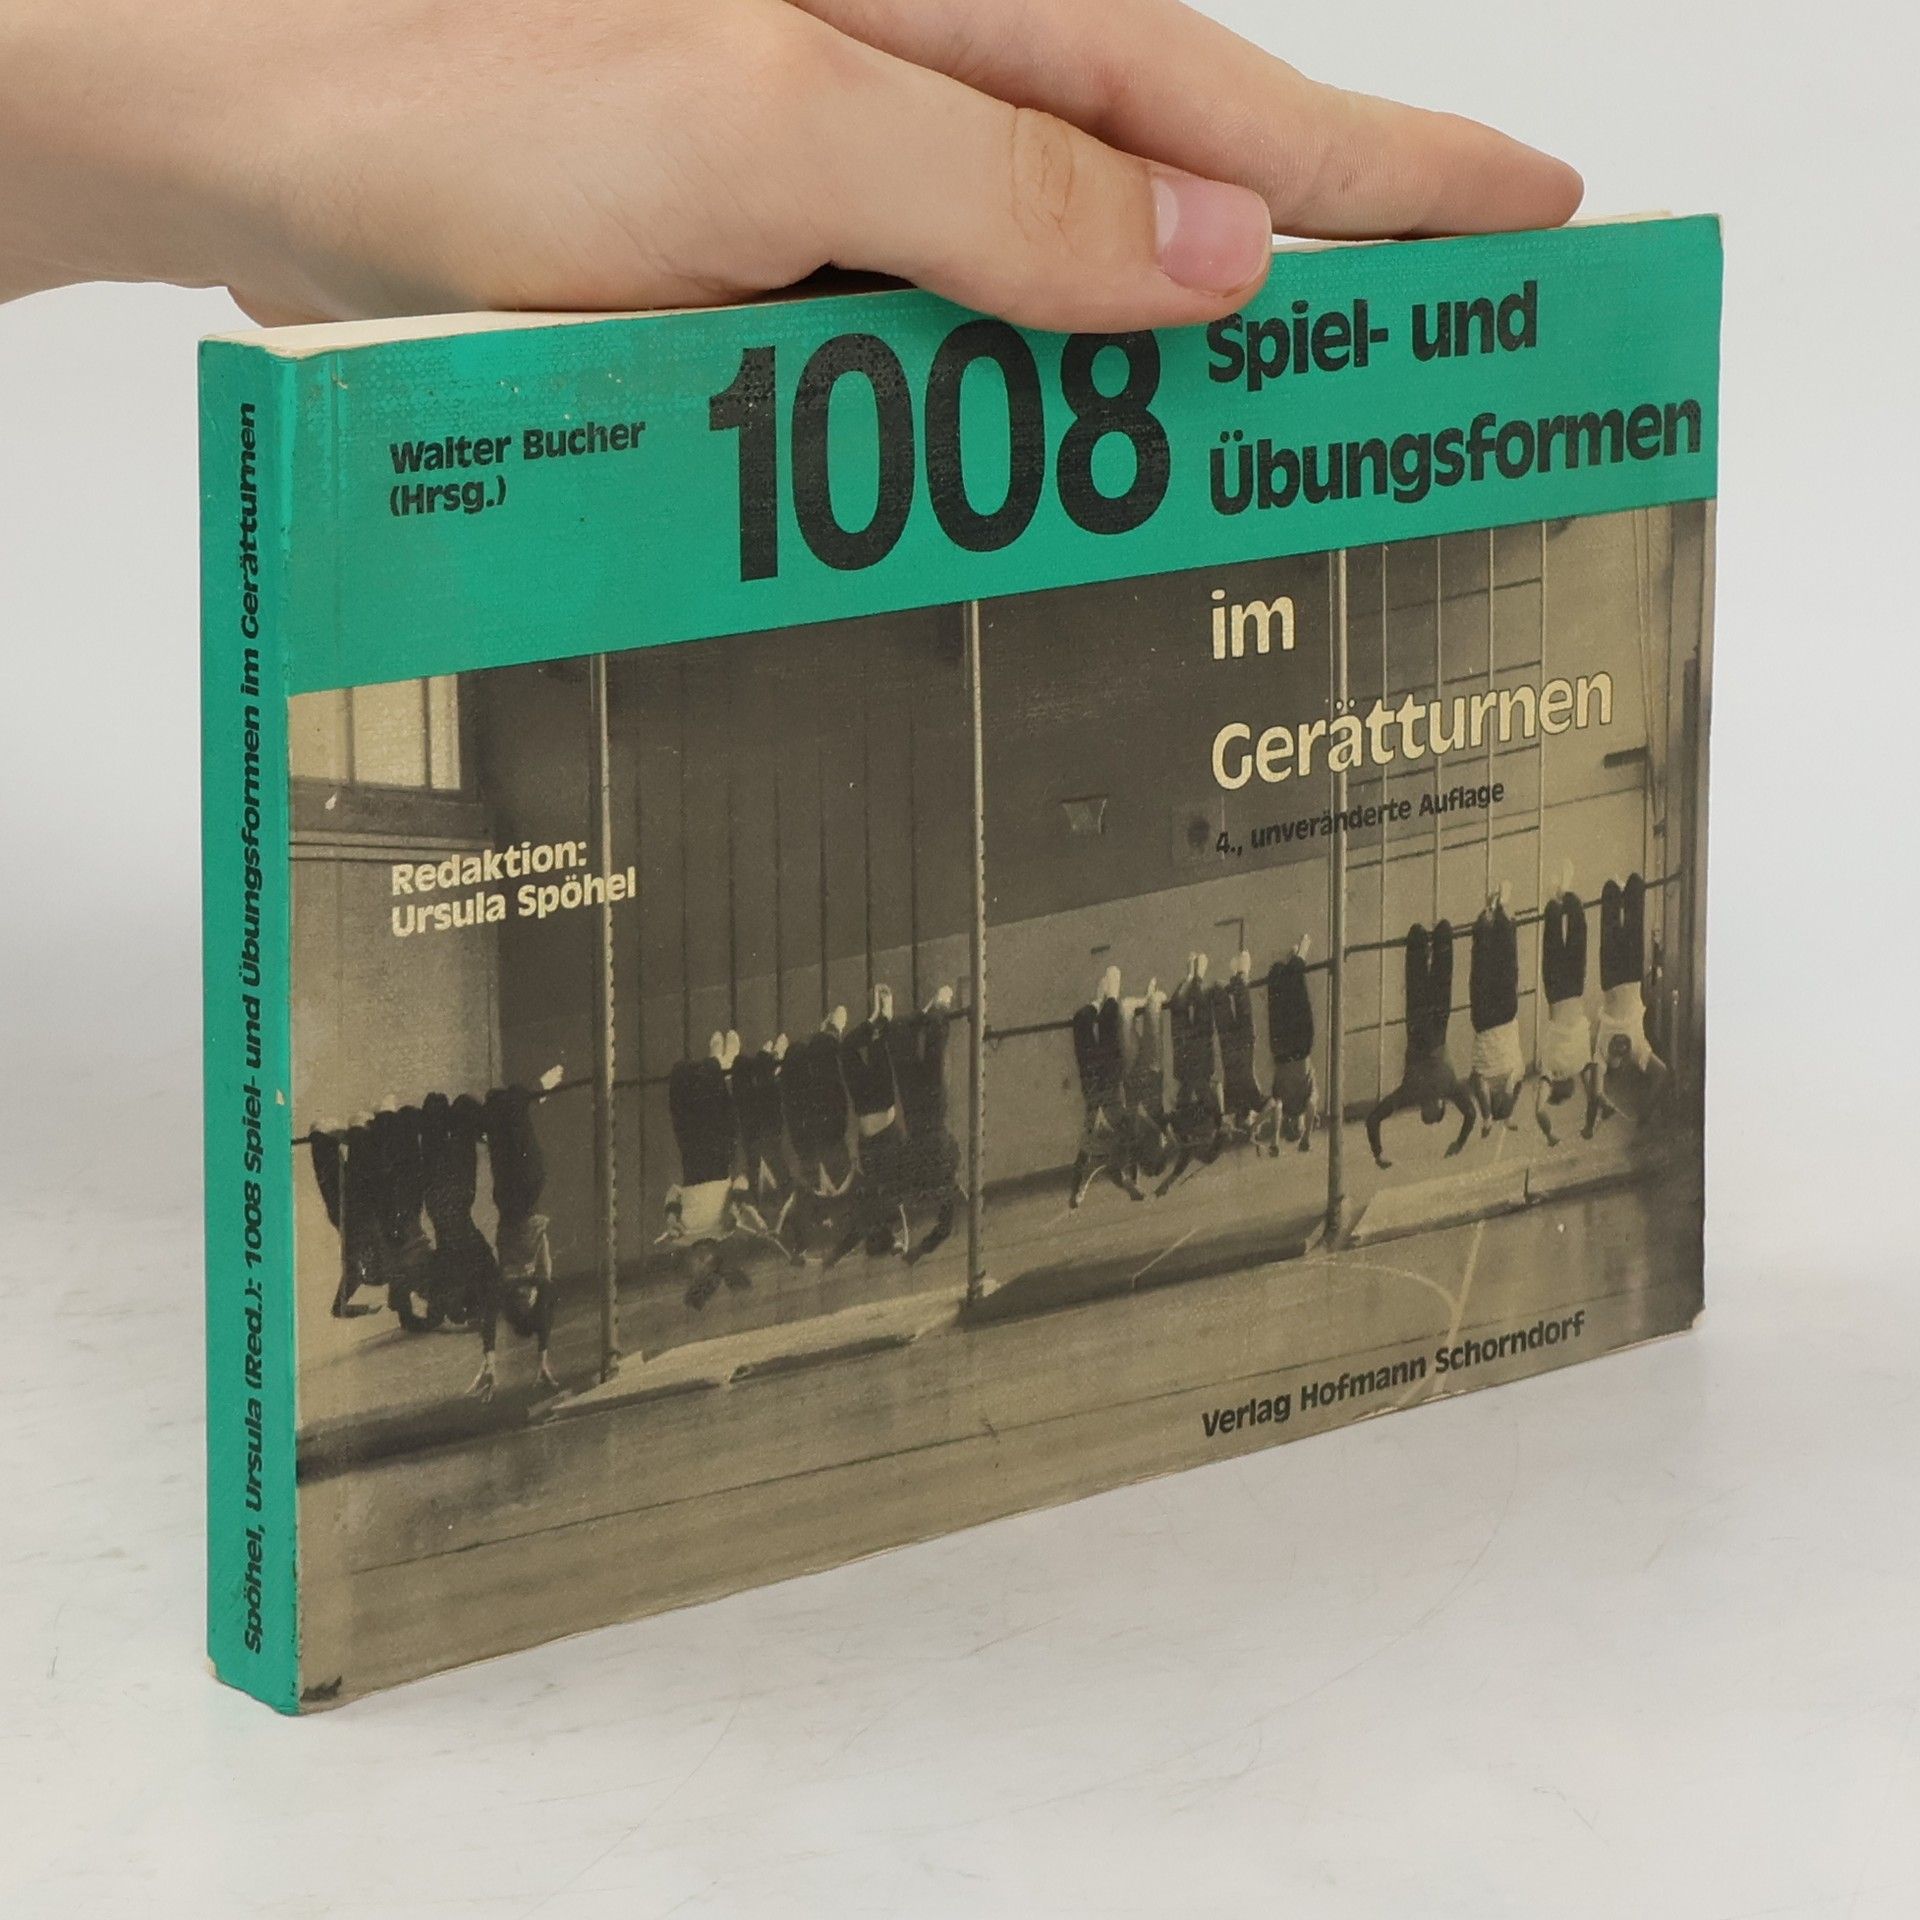 Walter Bucher
(Hrsg.)
1008
Spiel- und
Übungsformen
im
Gerätturnen
4., unveränderte Auflage
Redaktion:
Ursula Spöhel
Verlag Hofmann Schorndorf
Spöhel, Ursula (Red.): 1008 Spiel- und Übungsformen im Gerätturnen